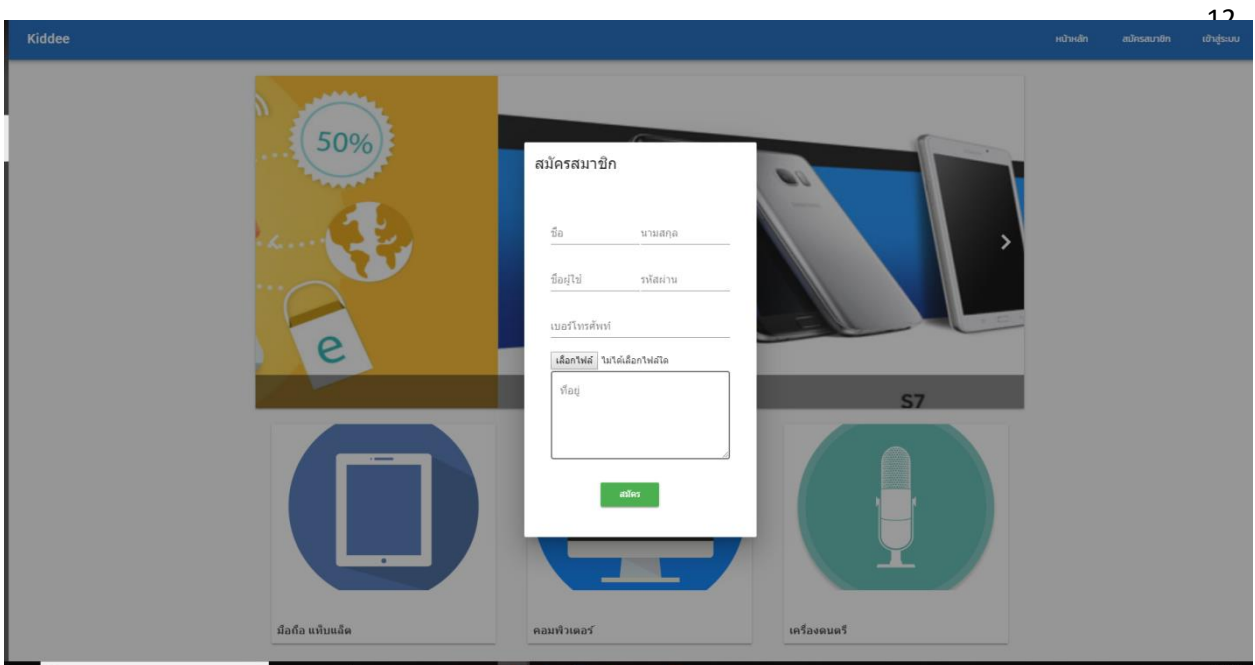 12
Kiddee หน้าหลัก สมัครสมาชิก เข้าสู่ระบบ
50%
สมัครสมาชิก
ชื่อ นามสกุล
ชื่อผู้ใช้ รหัสผ่าน
เบอร์โทรศัพท์
เลือกไฟล์ ไม่ได้เลือกไฟล์ใด
ที่อยู่
e
S7
สมัคร
มือถือ แท็บแล็ต คอมพิวเตอร์ เครื่องดนตรี